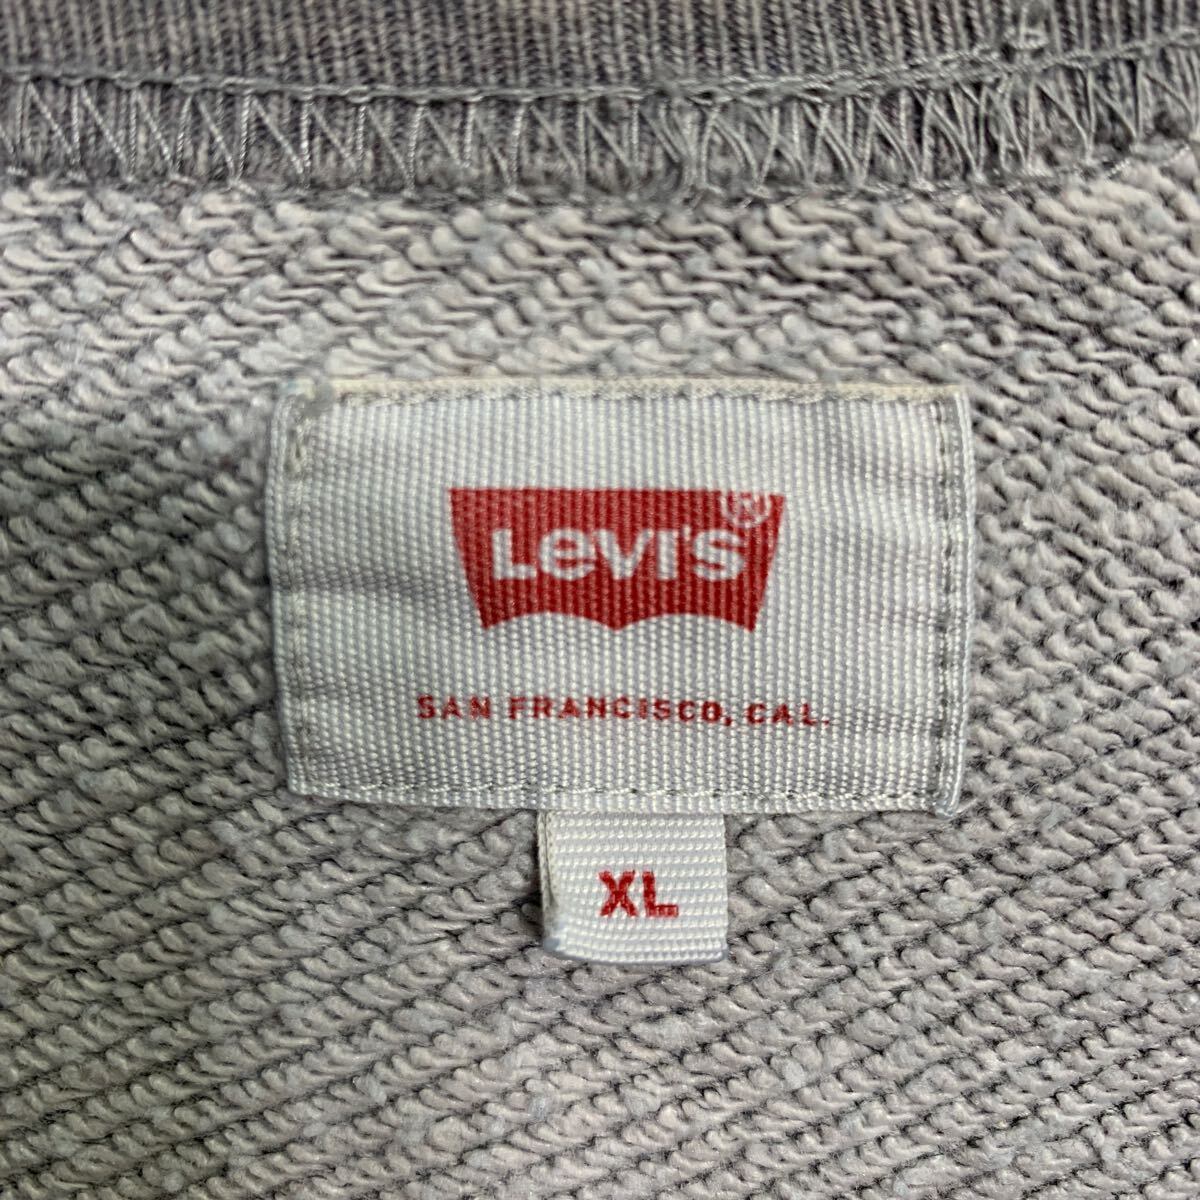 Levi's ®
SAN FRANCISCO, CAL.
XL